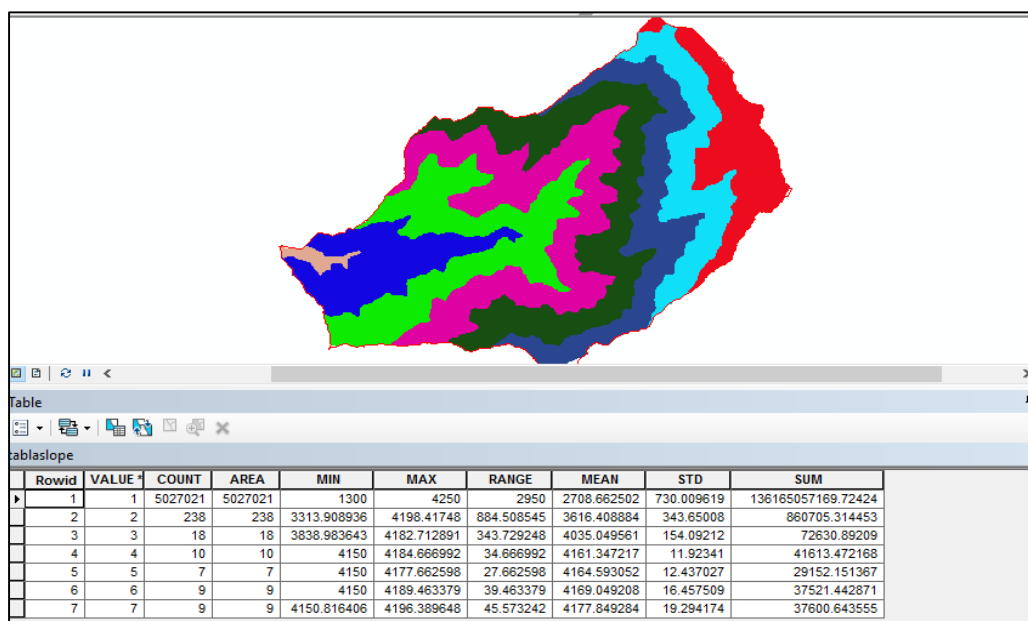 Table
tablaslope
Rowid VALUE * COUNT AREA MIN MAX RANGE MEAN STD SUM
1 1 5027021 5027021 1300 4250 2950 2708.662502 730.009619 136165057169.72424
2 2 238 238 3313.908936 4198.41748 884.508545 3616.408884 343.65008 860705.314453
3 3 18 18 3838.983643 4182.712891 343.729248 4035.049561 154.09212 72630.89209
4 4 10 10 4150 4184.666992 34.666992 4161.347217 11.92341 41613.472168
5 5 7 7 4150 4177.662598 27.662598 4164.593052 12.437027 29152.151367
6 6 9 9 4150 4189.463379 39.463379 4169.049208 16.457509 37521.442871
7 7 9 9 4150.816406 4196.389648 45.573242 4177.849284 19.294174 37600.643555